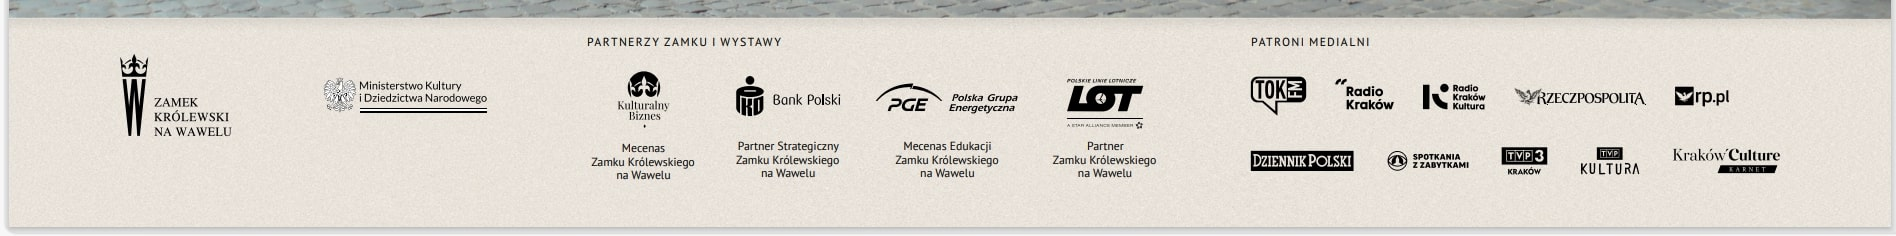 PARTNERZY ZAMKU I WYSTAWY
PATRONI MEDIALNI
ZAMEK
KRÓLEWSKI
NA WAWELU
Ministerstwo Kultury
i Dziedzictwa Narodowego
Kulturalny
Biznes
Mecenas
Zamku Królewskiego
na Wawelu
Bank Polski
Partner Strategiczny
Zamku Królewskiego
na Wawelu
PGE
Polska Grupa
Energetyczna
Mecenas Edukacji
Zamku Królewskiego
na Wawelu
POLSKIE LINIE LOTNICZE
LOT
A STAR ALLIANCE MEMBER
Partner
Zamku Królewskiego
na Wawelu
TOK FM
Radio
Kraków
Radio
Kraków
Kultura
RZECZPOSPOLITA
rp.pl
DZIENNIK POLSKI
SPOTKANIA
Z ZABYTKAMI
TVP3
KRAKÓW
TVP
KULTURA
Kraków Culture
KARNET